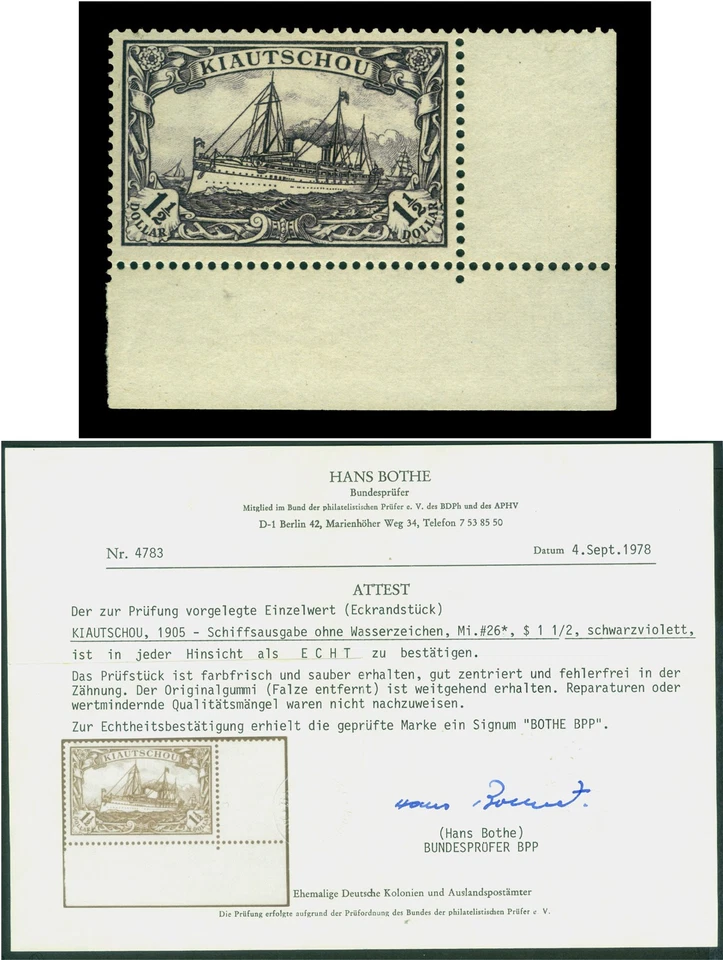 KIAUTSCHOU
1½ 1½
DOLLAR DOLLAR
HANS BOTHE
Bundesprüfer
Mitglied im Bund der philatelistischen Prüfer e. V. des BDPh und des APHV
D-1 Berlin 42, Marienhöher Weg 34, Telefon 7 53 85 50
Nr. 4783 Datum 4.Sept.1978
ATTEST
Der zur Prüfung vorgelegte Einzelwert (Eckrandstück)
KIAUTSCHOU, 1905 - Schiffsausgabe ohne Wasserzeichen, Mi.#26*, $ 1 1/2, schwarzviolett,
ist in jeder Hinsicht als E C H T zu bestätigen.
Das Prüfstück ist farbfrisch und sauber erhalten, gut zentriert und fehlerfrei in der
Zähnung. Der Originalgummi (Falze entfernt) ist weitgehend erhalten. Reparaturen oder
wertmindernde Qualitätsmängel waren nicht nachzuweisen.
Zur Echtheitsbestätigung erhielt die geprüfte Marke ein Signum "BOTHE BPP".
KIAUTSCHOU
1½ 1½
DOLLAR DOLLAR
(Hans Bothe)
BUNDESPRÜFER BPP
Ehemalige Deutsche Kolonien und Auslandspostämter
Die Prüfung erfolgte aufgrund der Prüfordnung des Bundes der philatelistischen Prüfer e V.